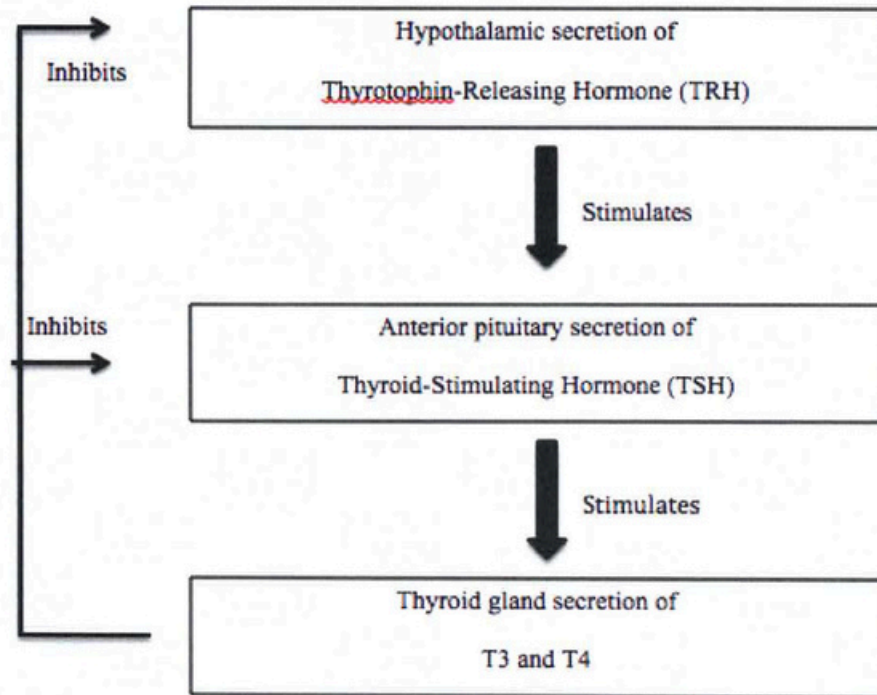 Hypothalamic secretion of
Inhibits
Thyrotophin-Releasing Hormone (TRH)
Stimulates
Inhibits
Anterior pituitary secretion of
Thyroid-Stimulating Hormone (TSH)
Stimulates
Thyroid gland secretion of
T3 and T4